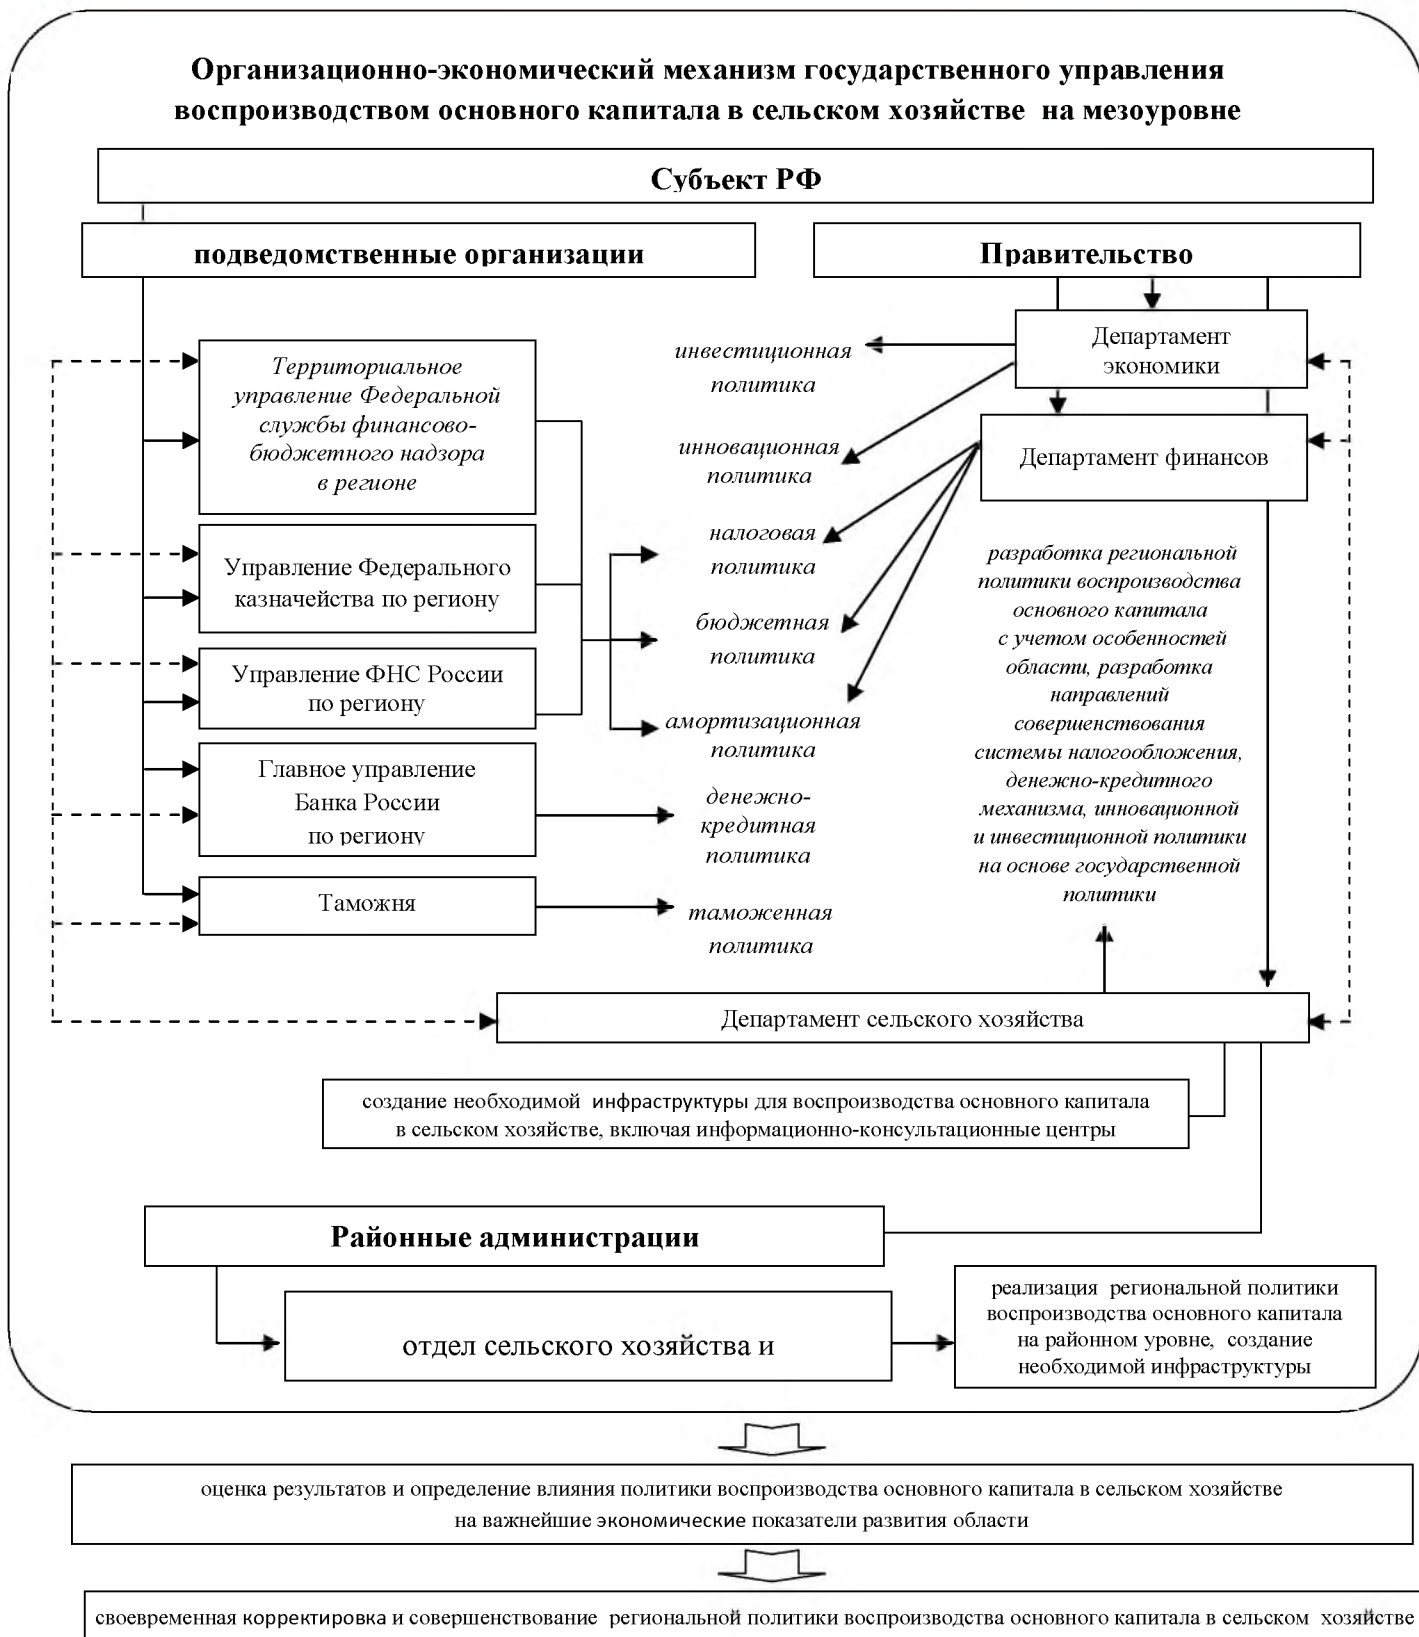 Организационно-экономический механизм государственного управления
воспроизводством основного капитала в сельском хозяйстве на мезоуровне
Субъект РФ
подведомственные организации
Правительство
Территориальное
управление Федеральной
службы финансово-
бюджетного надзора
в регионе
Управление Федерального
казначейства по региону
Управление ФНС России
по региону
Главное управление
Банка России
по региону
Таможня
инвестиционная
политика
инновационная
политика
налоговая
политика
бюджетная
политика
амортизационная
политика
денежно-
кредитная
политика
таможенная
политика
Департамент
экономики
Департамент финансов
разработка региональной
политики воспроизводства
основного капитала
с учетом особенностей
области, разработка
направлений
совершенствования
системы налогообложения,
денежно-кредитного
механизма, инновационной
и инвестиционной политики
на основе государственной
политики
Департамент сельского хозяйства
создание необходимой инфраструктуры для воспроизводства основного капитала
в сельском хозяйстве, включая информационно-консультационные центры
Районные администрации
отдел сельского хозяйства и
реализация региональной политики
воспроизводства основного капитала
на районном уровне, создание
необходимой инфраструктуры
оценка результатов и определение влияния политики воспроизводства основного капитала в сельском хозяйстве
на важнейшие экономические показатели развития области
своевременная корректировка и совершенствование региональной политики воспроизводства основного капитала в сельском хозяйстве